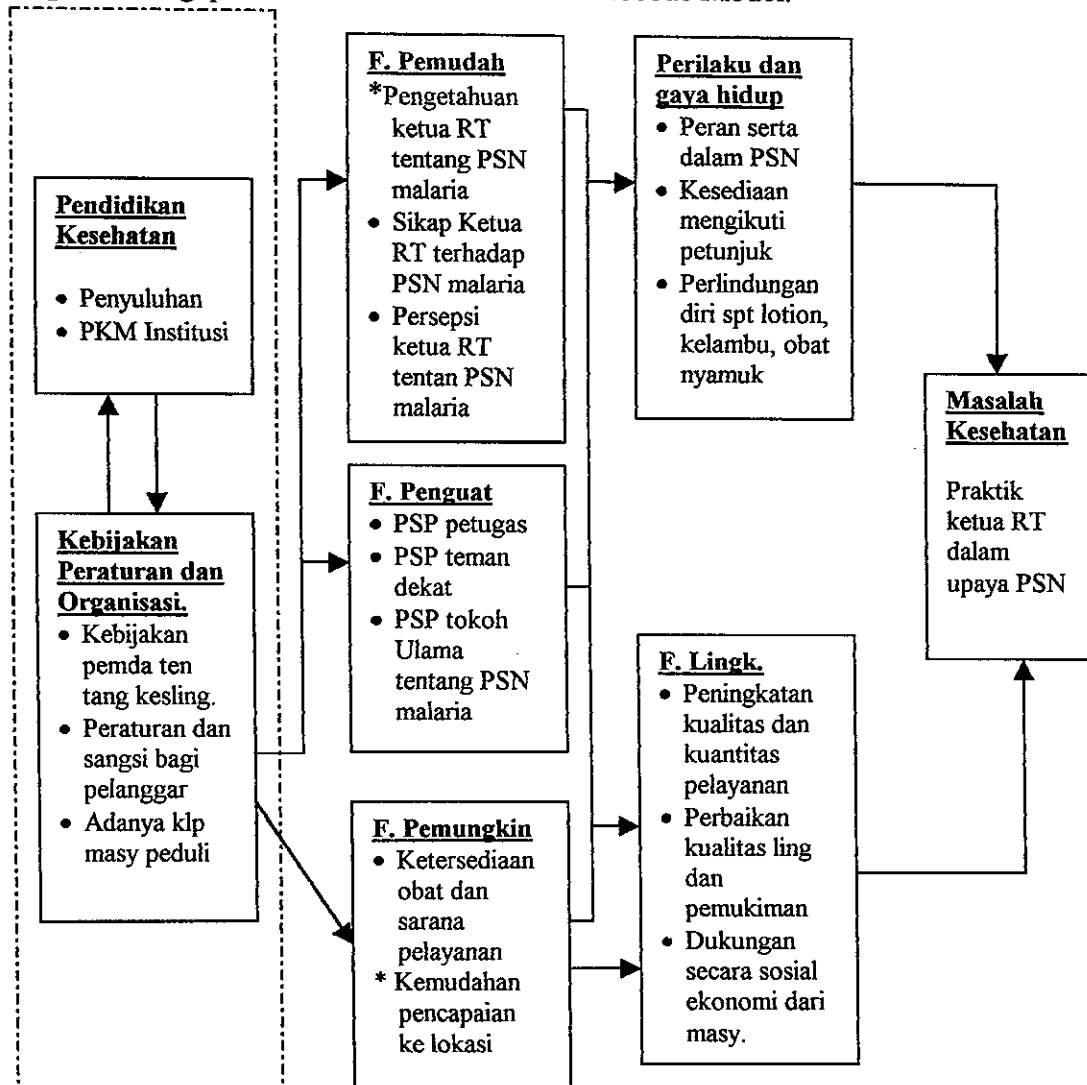 F. Pemudah
*Pengetahuan
ketua RT
tentang PSN
malaria
• Sikap Ketua
RT terhadap
PSN malaria
• Persepsi
ketua RT
tentan PSN
malaria
Perilaku dan
gaya hidup
• Peran serta
dalam PSN
• Kesediaan
mengikuti
petunjuk
• Perlindungan
diri spt lotion,
kelambu, obat
nyamuk
Pendidikan
Kesehatan
• Penyuluhan
• PKM Institusi
Masalah
Kesehatan
Praktik
ketua RT
dalam
upaya PSN
F. Penguat
• PSP petugas
• PSP teman
dekat
• PSP tokoh
Ulama
tentang PSN
malaria
Kebijakan
Peraturan dan
Organisasi.
• Kebijakan
pemda ten
tang kesling.
• Peraturan dan
sangsi bagi
pelanggar
• Adanya klp
masy peduli
F. Lingk.
• Peningkatan
kualitas dan
kuantitas
pelayanan
• Perbaikan
kualitas ling
dan
pemukiman
• Dukungan
secara sosial
ekonomi dari
masy.
F. Pemungkin
• Ketersediaan
obat dan
sarana
pelayanan
* Kemudahan
pencapaian
ke lokasi